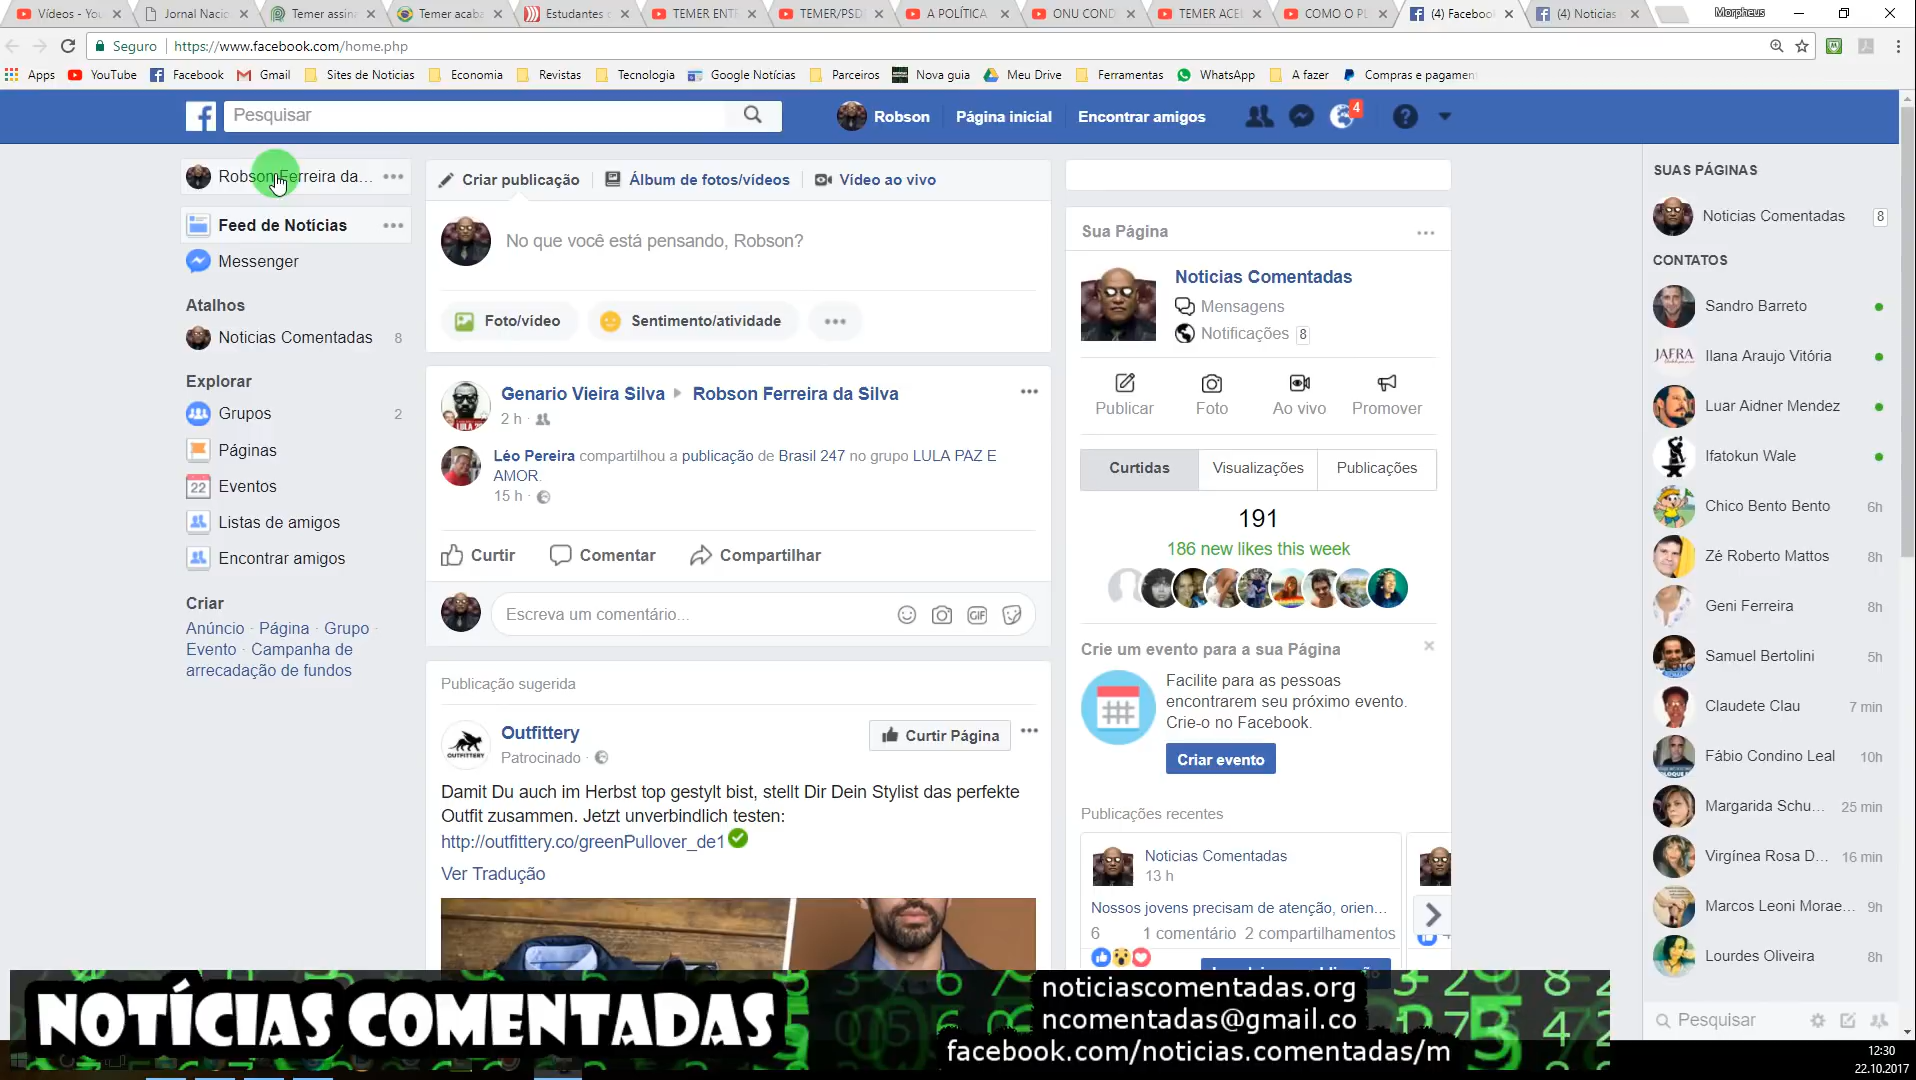 Vídeos - You
Jornal Naci
Temer assin
Temer acab
Estudantes
TEMER ENT
TEMER/PSD
A POLÍTICA
ONU COND
TEMER ACE
COMO O P
(4) Facebook
(4) Noticias
Morpheus
Seguro
https://www.facebook.com/home.php
Apps
YouTube
Facebook
Gmail
Sites de Noticias
Economia
Revistas
Tecnologia
Google Notícias
Parceiros
Nova guia
Meu Drive
Ferramentas
WhatsApp
A fazer
Compras e pagamen
Pesquisar
Robson
Página inicial
Encontrar amigos
4
Robson Ferreira da...
Feed de Notícias
Messenger
Atalhos
Noticias Comentadas 8
Explorar
Grupos 2
Páginas
22 Eventos
Listas de amigos
Encontrar amigos
Criar
Anúncio · Página · Grupo ·
Evento · Campanha de
arrecadação de fundos
Criar publicação
Álbum de fotos/vídeos
Vídeo ao vivo
No que você está pensando, Robson?
Foto/vídeo
Sentimento/atividade
Genario Vieira Silva ▸ Robson Ferreira da Silva
2 h ·
Léo Pereira compartilhou a publicação de Brasil 247 no grupo LULA PAZ E
AMOR.
15 h ·
Curtir
Comentar
Compartilhar
Escreva um comentário...
GIF
Publicação sugerida
OUTFITTERY
Outfittery
Patrocinado ·
Curtir Página
Damit Du auch im Herbst top gestylt bist, stellt Dir Dein Stylist das perfekte
Outfit zusammen. Jetzt unverbindlich testen:
http://outfittery.co/greenPullover_de1
Ver Tradução
Sua Página
Noticias Comentadas
Mensagens
Notificações 8
Publicar
Foto
Ao vivo
Promover
Curtidas
Visualizações
Publicações
191
186 new likes this week
Crie um evento para a sua Página
Facilite para as pessoas
encontrarem seu próximo evento.
Crie-o no Facebook.
Criar evento
Publicações recentes
Noticias Comentadas
13 h
Nossos jovens precisam de atenção, orien...
6
1 comentário
2 compartilhamentos
SUAS PÁGINAS
Noticias Comentadas 8
CONTATOS
Sandro Barreto
JAFRA
Ilana Araujo Vitória
Luar Aidner Mendez
Ifatokun Wale
Chico Bento Bento 6h
Zé Roberto Mattos 8h
Geni Ferreira 8h
Samuel Bertolini 5h
Claudete Clau 7 min
Fábio Condino Leal 10h
Margarida Schu... 25 min
Virgínea Rosa D... 16 min
Marcos Leoni Morae... 9h
Lourdes Oliveira 8h
Pesquisar
NOTÍCIAS COMENTADAS
noticiascomentadas.org
ncomentadas@gmail.co
facebook.com/noticias.comentadas/m
12:30
22.10.2017